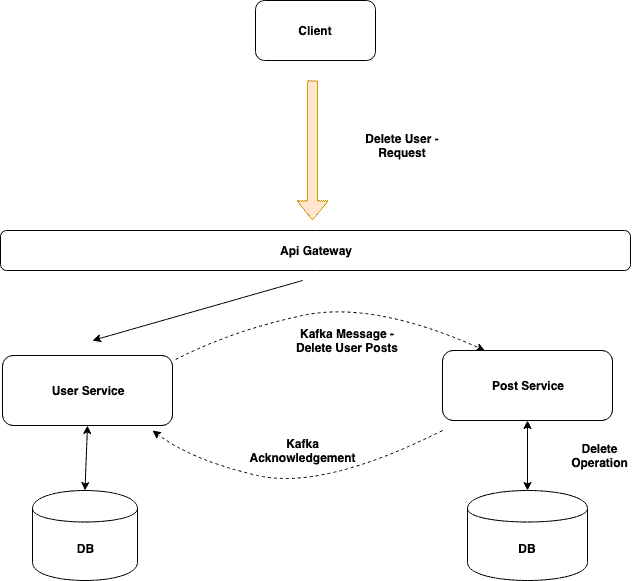 Client
Delete User -
Request
Api Gateway
Kafka Message -
Delete User Posts
User Service
Post Service
Kafka
Acknowledgement
Delete
Operation
DB
DB